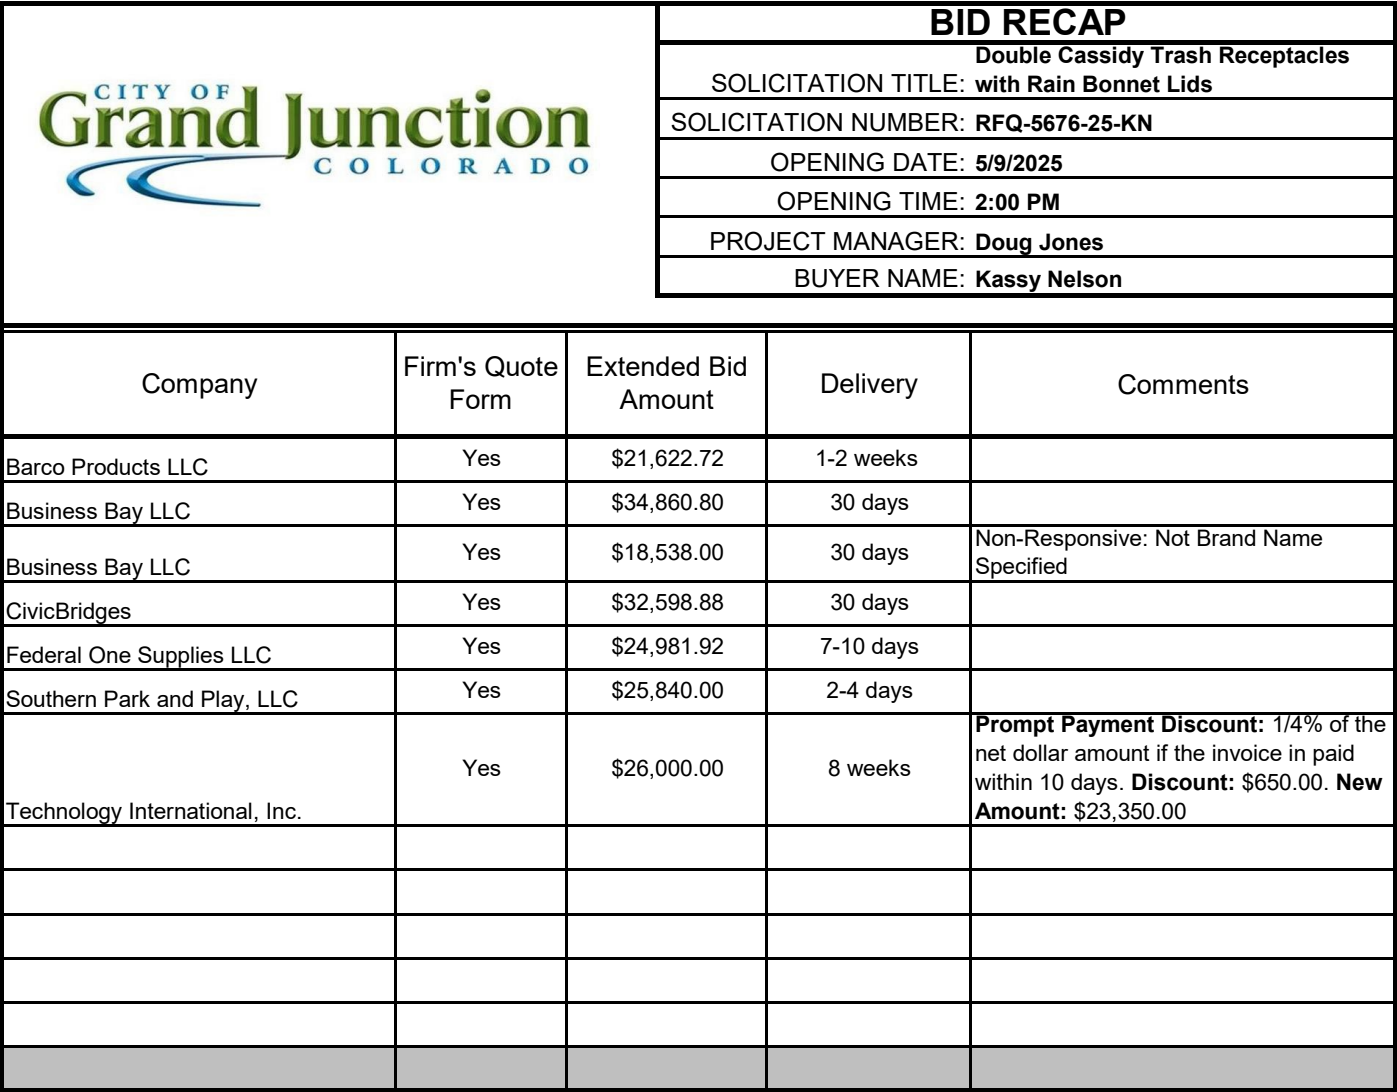 CITY OF
Grand Junction
COLORADO
BID RECAP
SOLICITATION TITLE: Double Cassidy Trash Receptacles
with Rain Bonnet Lids
SOLICITATION NUMBER: RFQ-5676-25-KN
OPENING DATE: 5/9/2025
OPENING TIME: 2:00 PM
PROJECT MANAGER: Doug Jones
BUYER NAME: Kassy Nelson
Company Firm's Quote Form Extended Bid Amount Delivery Comments
Barco Products LLC Yes $21,622.72 1-2 weeks
Business Bay LLC Yes $34,860.80 30 days
Business Bay LLC Yes $18,538.00 30 days Non-Responsive: Not Brand Name
Specified
CivicBridges Yes $32,598.88 30 days
Federal One Supplies LLC Yes $24,981.92 7-10 days
Southern Park and Play, LLC Yes $25,840.00 2-4 days
Technology International, Inc. Yes $26,000.00 8 weeks Prompt Payment Discount: 1/4% of the
net dollar amount if the invoice in paid
within 10 days. Discount: $650.00. New
Amount: $23,350.00